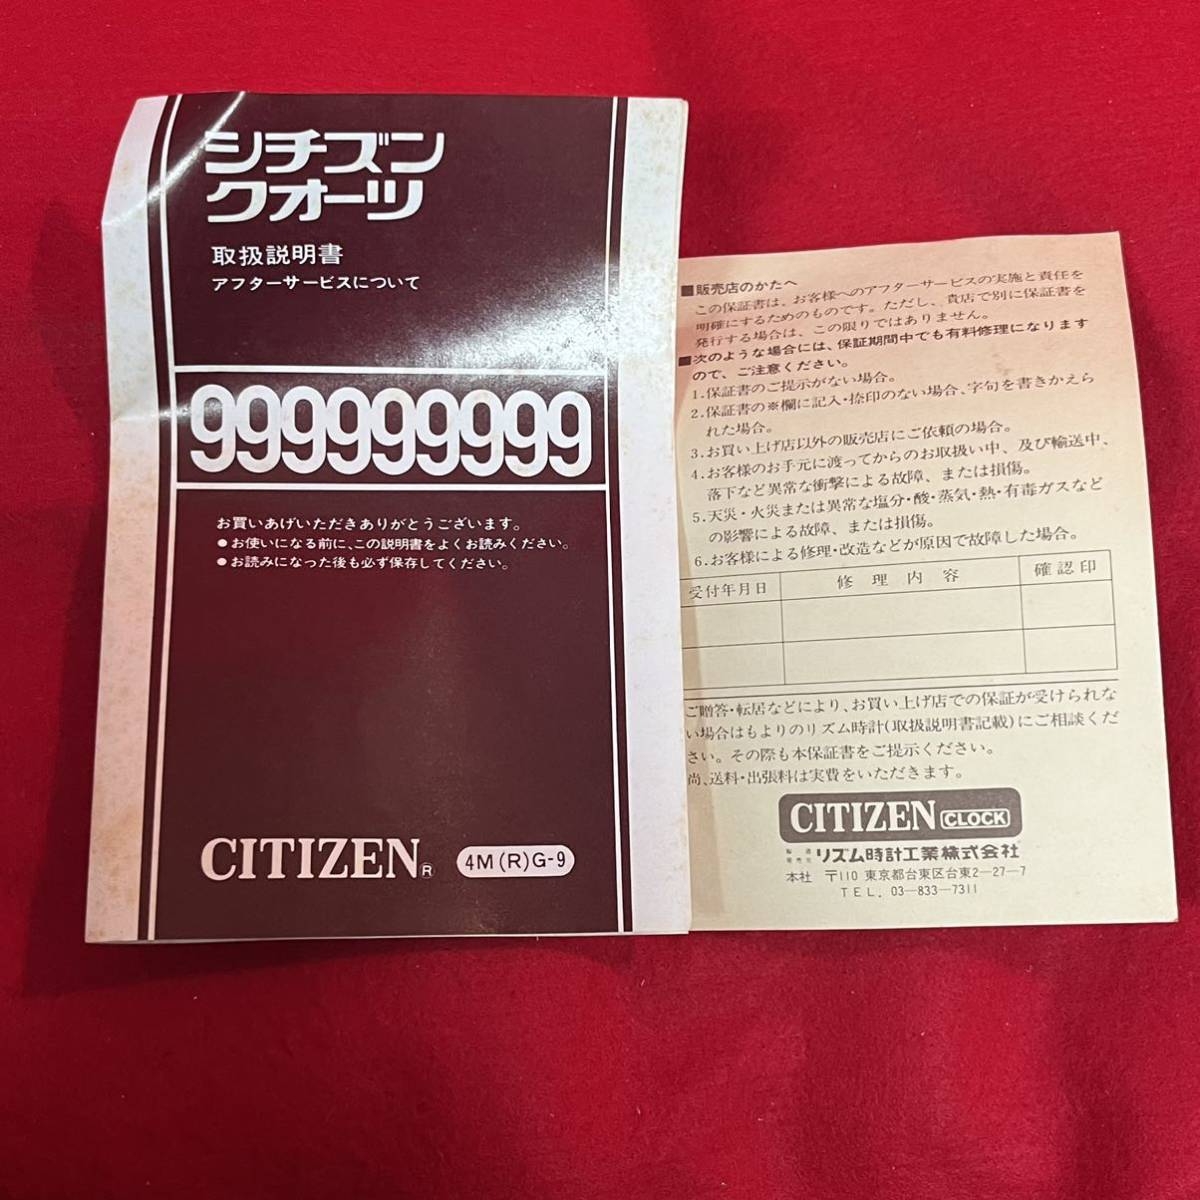 シチズン
クオーツ
取扱説明書
アフターサービスについて
999999999
お買いあげいただきありがとうございます。
●お使いになる前に、この説明書をよくお読みください。
●お読みになった後も必ず保存してください。
CITIZEN®
4M(R)G-9
■販売店のかたへ
この保証書は、お客様へのアフターサービスの実施と責任を
明確にするためのものです。ただし、貴店で別に保証書を
発行する場合は、この限りではありません。
■次のような場合には、保証期間中でも有料修理になります
ので、ご注意ください。
1.保証書のご提示がない場合。
2.保証書の※欄に記入・捺印のない場合、字句を書きかえら
れた場合。
3.お買い上げ店以外の販売店にご依頼の場合。
4.お客様のお手元に渡ってからのお取扱い中、及び輸送中、
落下など異常な衝撃による故障、または損傷。
5.天災・火災または異常な塩分・酸・蒸気・熱・有毒ガスなど
の影響による故障、または損傷。
6.お客様による修理・改造などが原因で故障した場合。
受付年月日 修理内容 確認印
ご贈答・転居などにより、お買い上げ店での保証が受けられな
い場合はもよりのリズム時計(取扱説明書記載)にご相談くだ
さい。その際も本保証書をご提示ください。
尚、送料・出張料は実費をいただきます。
CITIZEN CLOCK
製造
発売元
リズム時計工業株式会社
本社 〒110 東京都台東区台東2-27-7
TEL. 03-833-7311